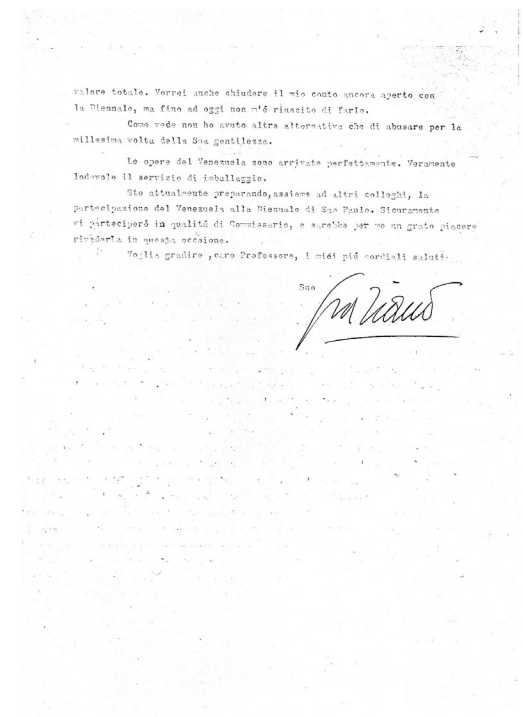 valore totale. Vorrei anche chiudere il mio conto ancora aperto con
la Biennale, ma fino ad oggi non m'é riuscito di farlo.
Come vede non ho avuto altra alternativa che di abusare per la
millesima volta della Sua gentilezza.
Le opere del Venezuela sono arrivate perfettamente. Veramente
lodevole il servizio di imballaggio.
Sto attualmente preparando,assieme ad altri colleghi, la
partecipazione del Venezuela alla Biennale di Sao Paulo. Sicuramente
vi parteciperó in qualitá di Commissario, e sarebbe per me un grato piacere
rivederLa in questa occasione.
Voglia gradire ,caro Professore, i miéi piú cordiali saluti.
Suo